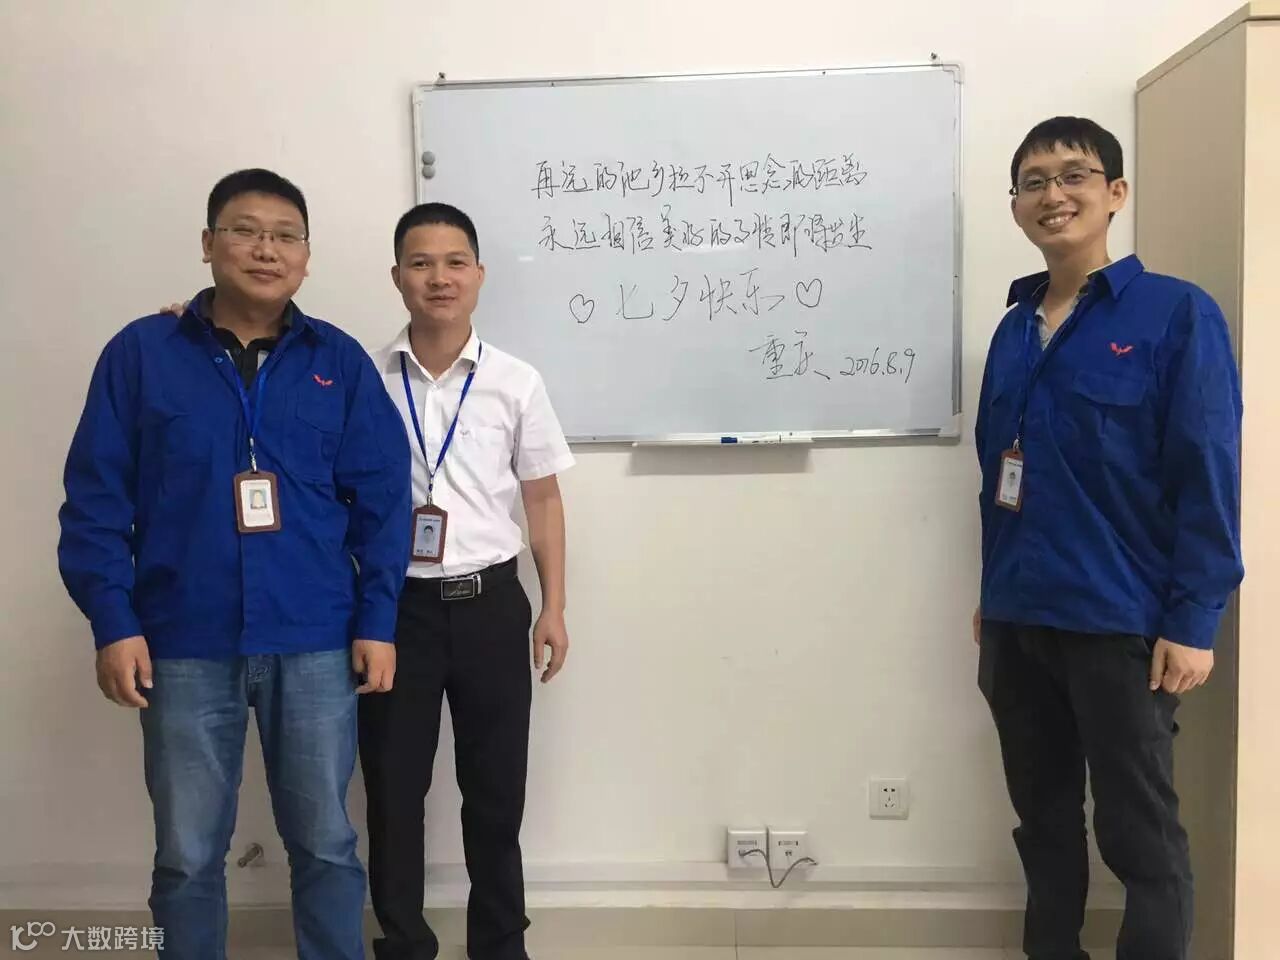 再远的他乡拉不开思念的距离
永远相信美好的事情即将发生
♡七夕快乐♡
重庆 2016.8.9
大数跨境